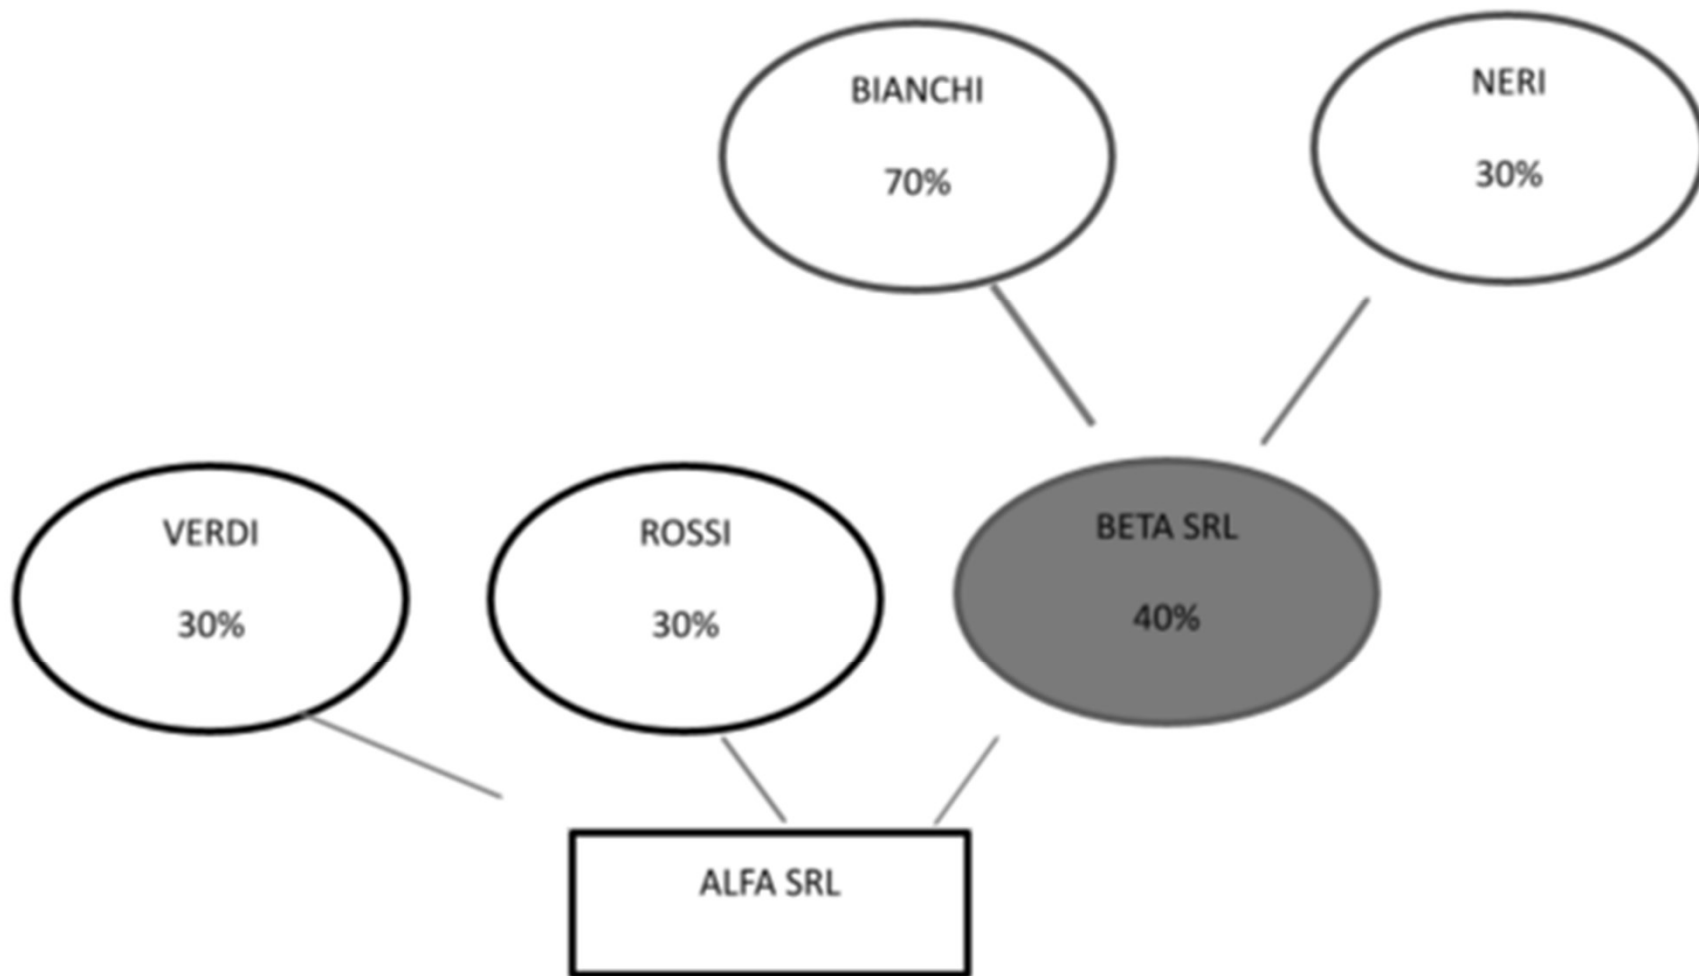 BIANCHI
70%
NERI
30%
VERDI
30%
ROSSI
30%
BETA SRL
40%
ALFA SRL